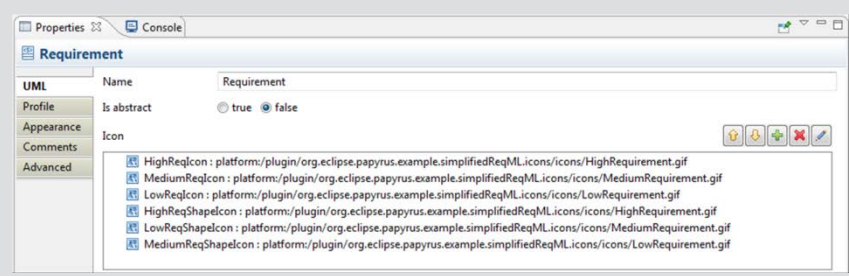 Properties Console
Requirement
UML
Name Requirement
Profile
Is abstract true false
Appearance
Icon
Comments
Advanced
HighReqIcon : platform:/plugin/org.eclipse.papyrus.example.simplifiedReqML.icons/icons/HighRequirement.gif
MediumReqIcon : platform:/plugin/org.eclipse.papyrus.example.simplifiedReqML.icons/icons/MediumRequirement.gif
LowReqIcon : platform:/plugin/org.eclipse.papyrus.example.simplifiedReqML.icons/icons/LowRequirement.gif
HighReqShapeIcon : platform:/plugin/org.eclipse.papyrus.example.simplifiedReqML.icons/icons/HighRequirement.gif
LowReqShapeIcon : platform:/plugin/org.eclipse.papyrus.example.simplifiedReqML.icons/icons/MediumRequirement.gif
MediumReqShapeIcon : platform:/plugin/org.eclipse.papyrus.example.simplifiedReqML.icons/icons/LowRequirement.gif